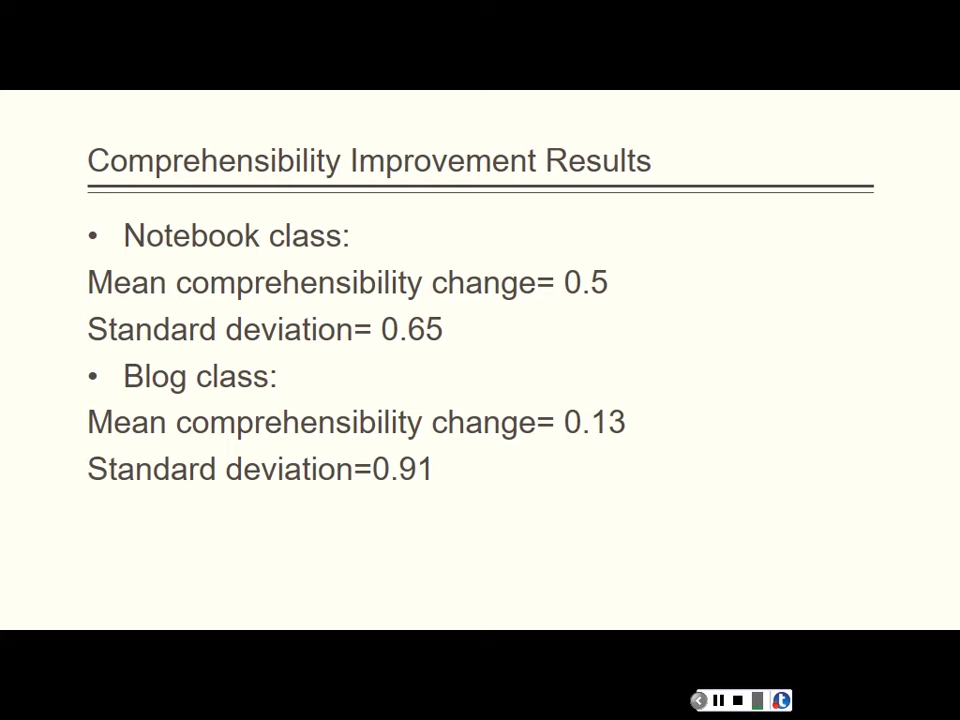 Comprehensibility Improvement Results
• Notebook class:
Mean comprehensibility change= 0.5
Standard deviation= 0.65
• Blog class:
Mean comprehensibility change= 0.13
Standard deviation=0.91
t